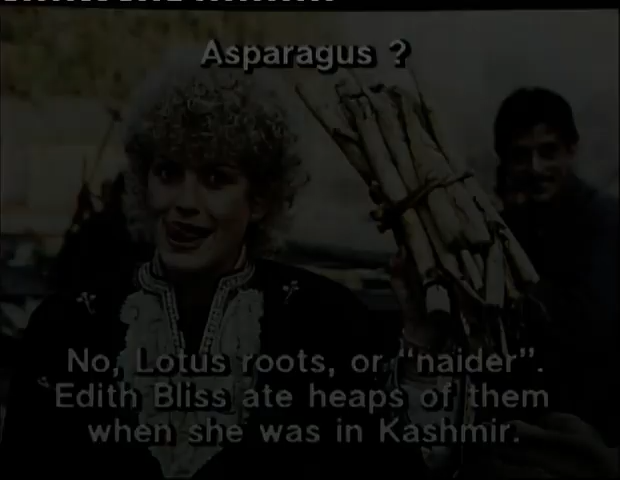 Asparagus ?
No, Lotus roots, or "naider".
Edith Bliss ate heaps of them
when she was in Kashmir.